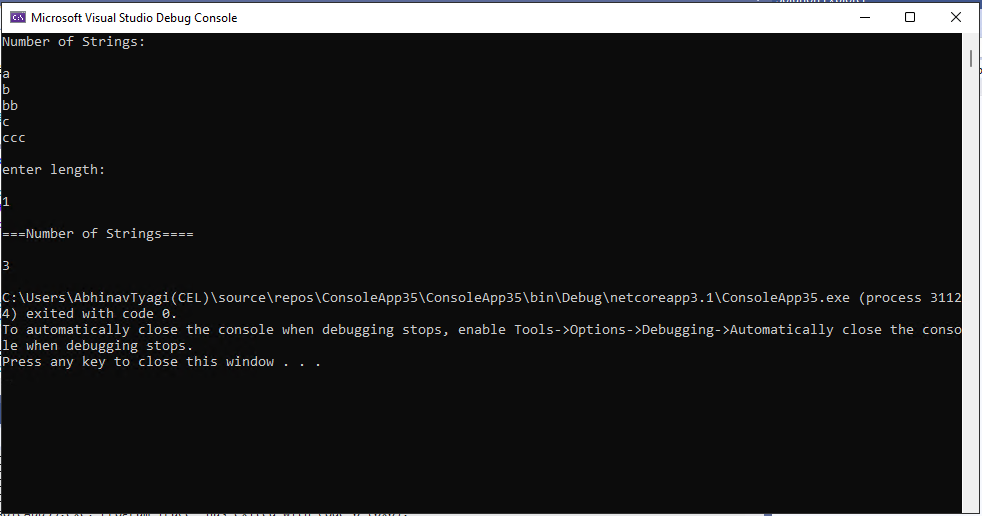 Microsoft Visual Studio Debug Console
Number of Strings:
a
b
bb
c
ccc
enter length:
1
===Number of Strings====
3
C:\Users\AbhinavTyagi(CEL)\source\repos\ConsoleApp35\ConsoleApp35\bin\Debug\netcoreapp3.1\ConsoleApp35.exe (process 3112
4) exited with code 0.
To automatically close the console when debugging stops, enable Tools->Options->Debugging->Automatically close the conso
le when debugging stops.
Press any key to close this window . . .